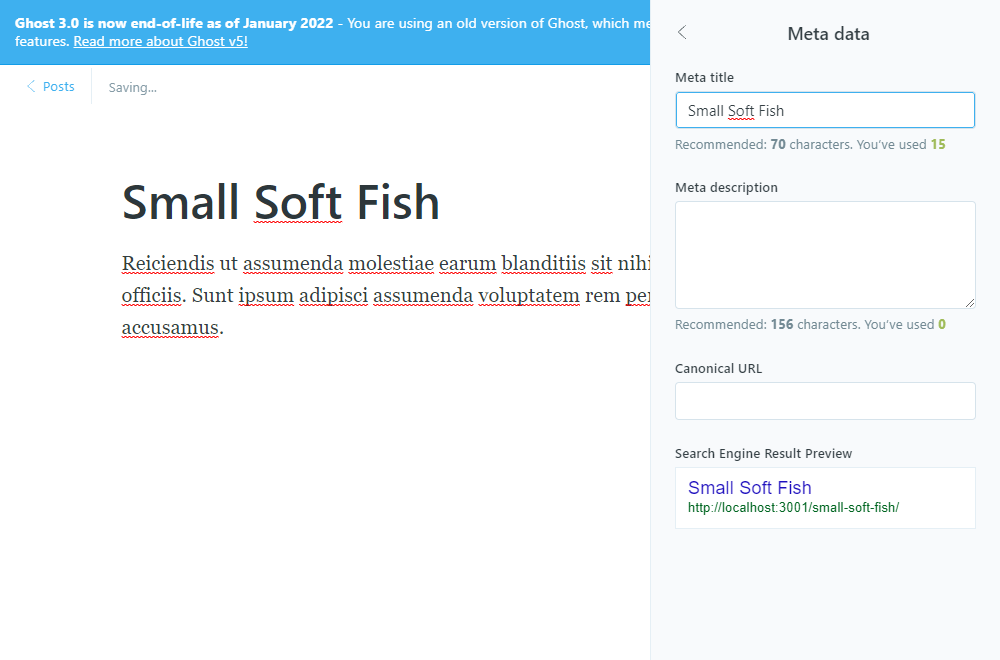 Ghost 3.0 is now end-of-life as of January 2022 - You are using an old version of Ghost, which
features. Read more about Ghost v5!
Posts
Saving...
Small Soft Fish
Reiciendis ut assumenda molestiae earum blanditiis sit
officiis. Sunt ipsum adipisci assumenda voluptatem rem
accusamus.
Meta data
Meta title
Small Soft Fish
Recommended: 70 characters. You've used 15
Meta description
Recommended: 156 characters. You've used 0
Canonical URL
Search Engine Result Preview
Small Soft Fish
http://localhost:3001/small-soft-fish/